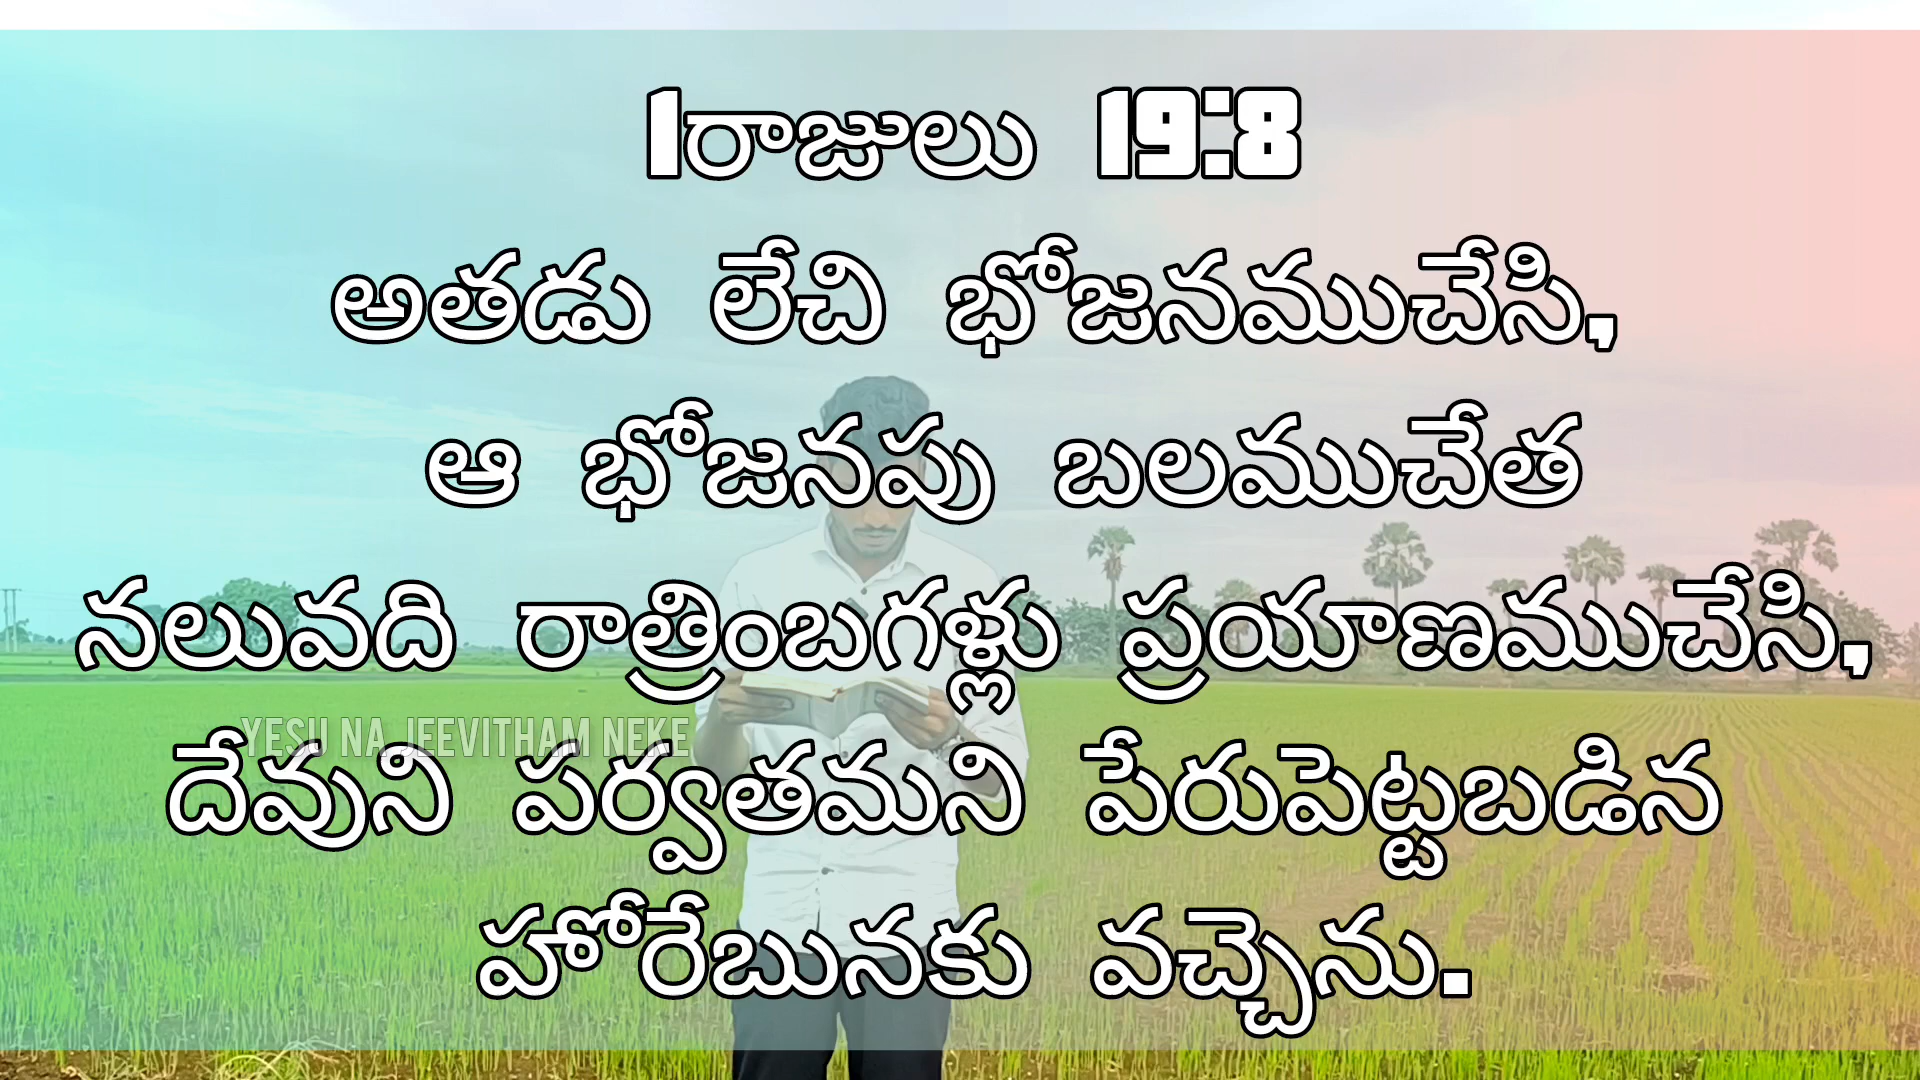 1రాజులు 19:8
అతడు లేచి భోజనముచేసి,
ఆ భోజనపు బలముచేత
నలువది రాత్రింబగళ్లు ప్రయాణముచేసి,
YESU NA JEEVITHAM NEKE
దేవుని పర్వతమని పేరుపెట్టబడిన
హోరేబునకు వచ్చెను.